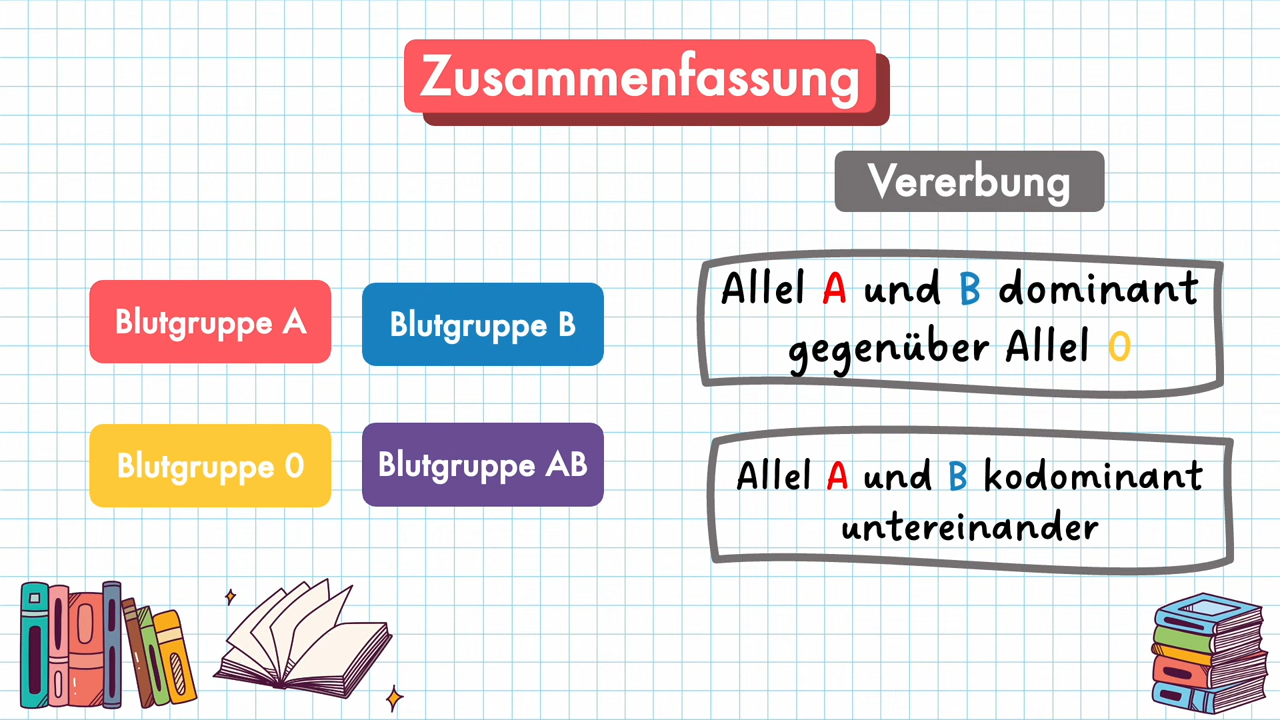 Zusammenfassung
Vererbung
Blutgruppe A
Blutgruppe B
Blutgruppe 0
Blutgruppe AB
Allel A und B dominant
gegenüber Allel 0
Allel A und B kodominant
untereinander